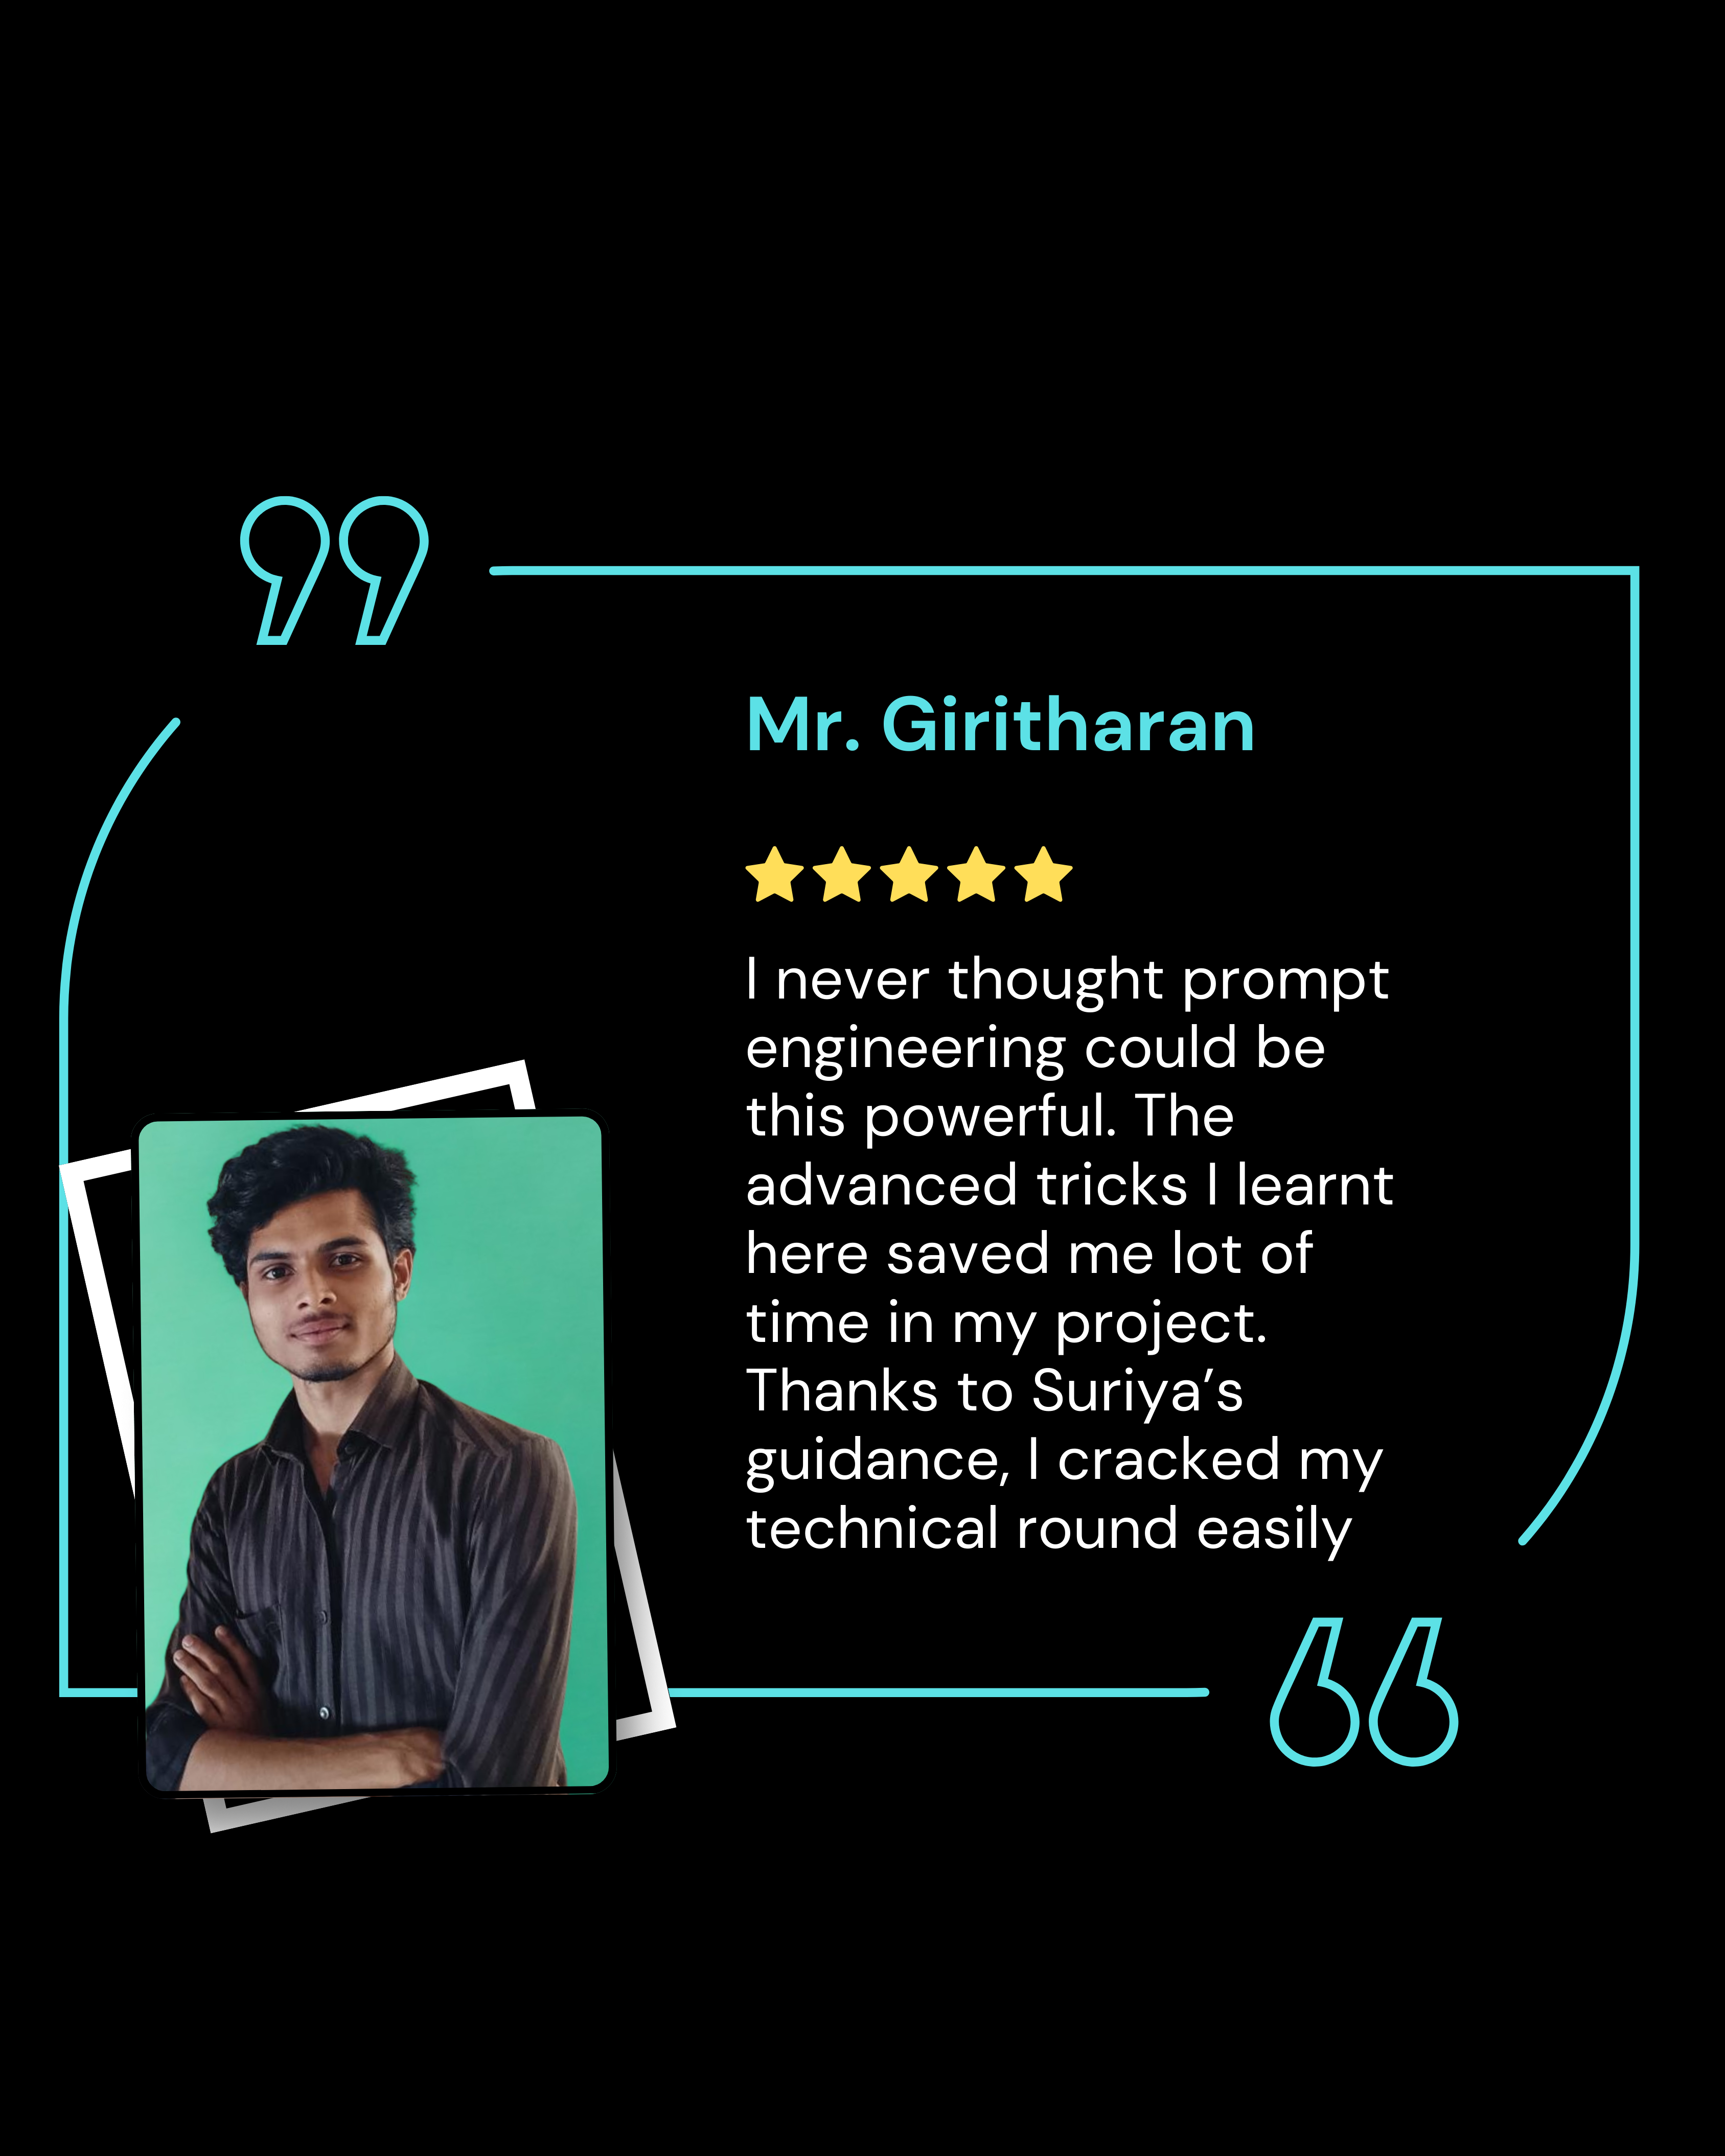 Mr. Giritharan
I never thought prompt
engineering could be
this powerful. The
advanced tricks I learnt
here saved me lot of
time in my project.
Thanks to Suriya’s
guidance, I cracked my
technical round easily